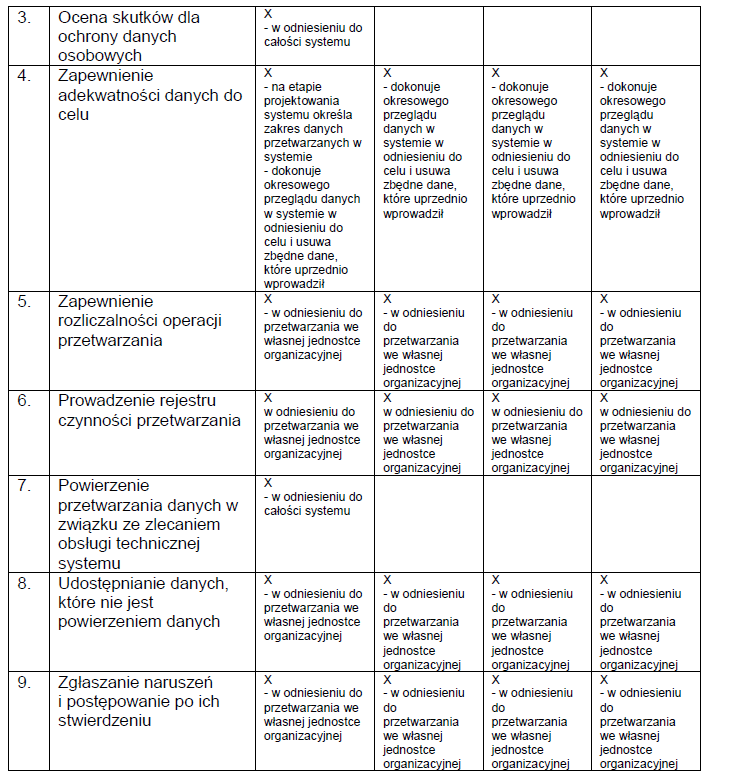 3.
Ocena skutków dla
ochrony danych
osobowych
X
- w odniesieniu do
całości systemu
4.
Zapewnienie
adekwatności danych do
celu
X
- na etapie
projektowania
systemu określa
zakres danych
przetwarzanych w
systemie
- dokonuje
okresowego
przeglądu danych
w systemie w
odniesieniu do
celu i usuwa
zbędne dane,
które uprzednio
wprowadził
X
- dokonuje
okresowego
przeglądu
danych w
systemie w
odniesieniu do
celu i usuwa
zbędne dane,
które uprzednio
wprowadził
X
- dokonuje
okresowego
przeglądu
danych w
systemie w
odniesieniu do
celu i usuwa
zbędne dane,
które uprzednio
wprowadził
X
- dokonuje
okresowego
przeglądu
danych w
systemie w
odniesieniu do
celu i usuwa
zbędne dane,
które uprzednio
wprowadził
5.
Zapewnienie
rozliczalności operacji
przetwarzania
X
- w odniesieniu do
przetwarzania we
własnej jednostce
organizacyjnej
X
- w odniesieniu
do
przetwarzania
we własnej
jednostce
organizacyjnej
X
- w odniesieniu
do
przetwarzania
we własnej
jednostce
organizacyjnej
X
- w odniesieniu
do
przetwarzania
we własnej
jednostce
organizacyjnej
6.
Prowadzenie rejestru
czynności przetwarzania
X
w odniesieniu do
przetwarzania we
własnej jednostce
organizacyjnej
X
w odniesieniu do
przetwarzania
we własnej
jednostce
organizacyjnej
X
w odniesieniu do
przetwarzania
we własnej
jednostce
organizacyjnej
X
w odniesieniu do
przetwarzania
we własnej
jednostce
organizacyjnej
7.
Powierzenie
przetwarzania danych w
związku ze zlecaniem
obsługi technicznej
systemu
X
- w odniesieniu do
całości systemu
8.
Udostępnianie danych,
które nie jest
powierzeniem danych
X
- w odniesieniu do
przetwarzania we
własnej jednostce
organizacyjnej
X
- w odniesieniu
do
przetwarzania
we własnej
jednostce
organizacyjnej
X
- w odniesieniu
do
przetwarzania
we własnej
jednostce
organizacyjnej
X
- w odniesieniu
do
przetwarzania
we własnej
jednostce
organizacyjnej
9.
Zgłaszanie naruszeń
i postępowanie po ich
stwierdzeniu
X
- w odniesieniu do
przetwarzania we
własnej jednostce
organizacyjnej
X
- w odniesieniu
do
przetwarzania
we własnej
jednostce
organizacyjnej
X
- w odniesieniu
do
przetwarzania
we własnej
jednostce
organizacyjnej
X
- w odniesieniu
do
przetwarzania
we własnej
jednostce
organizacyjnej